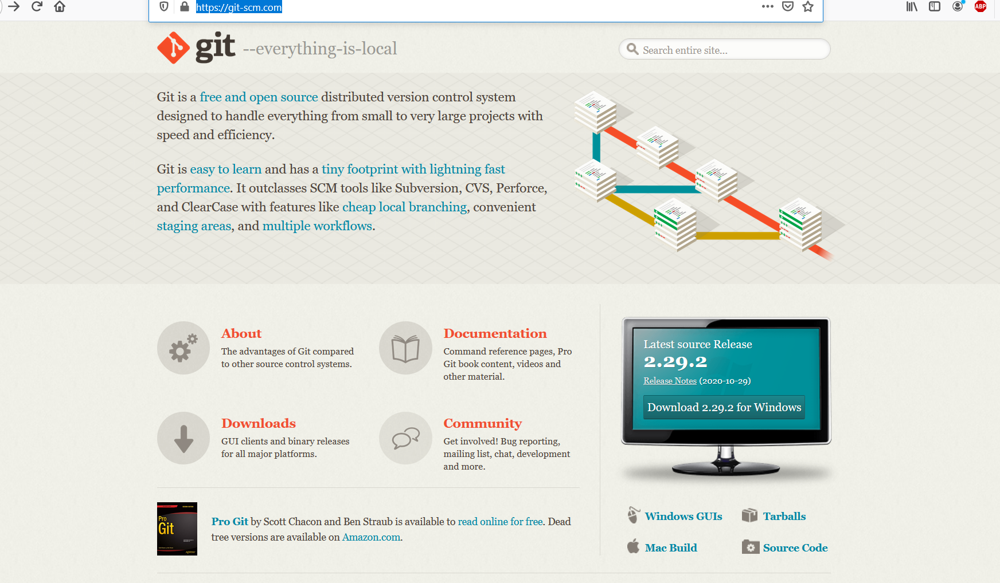 https://git-scm.com
ABP
git --everything-is-local
Search entire site...
Git is a free and open source distributed version control system
designed to handle everything from small to very large projects with
speed and efficiency.
Git is easy to learn and has a tiny footprint with lightning fast
performance. It outclasses SCM tools like Subversion, CVS, Perforce,
and ClearCase with features like cheap local branching, convenient
staging areas, and multiple workflows.
About
The advantages of Git compared
to other source control systems.
Documentation
Command reference pages, Pro
Git book content, videos and
other material.
Downloads
GUI clients and binary releases
for all major platforms.
Community
Get involved! Bug reporting,
mailing list, chat, development
and more.
Pro
Git
Pro Git by Scott Chacon and Ben Straub is available to read online for free. Dead
tree versions are available on Amazon.com.
Latest source Release
2.29.2
Release Notes (2020-10-29)
Download 2.29.2 for Windows
Windows GUIs
Tarballs
Mac Build
Source Code